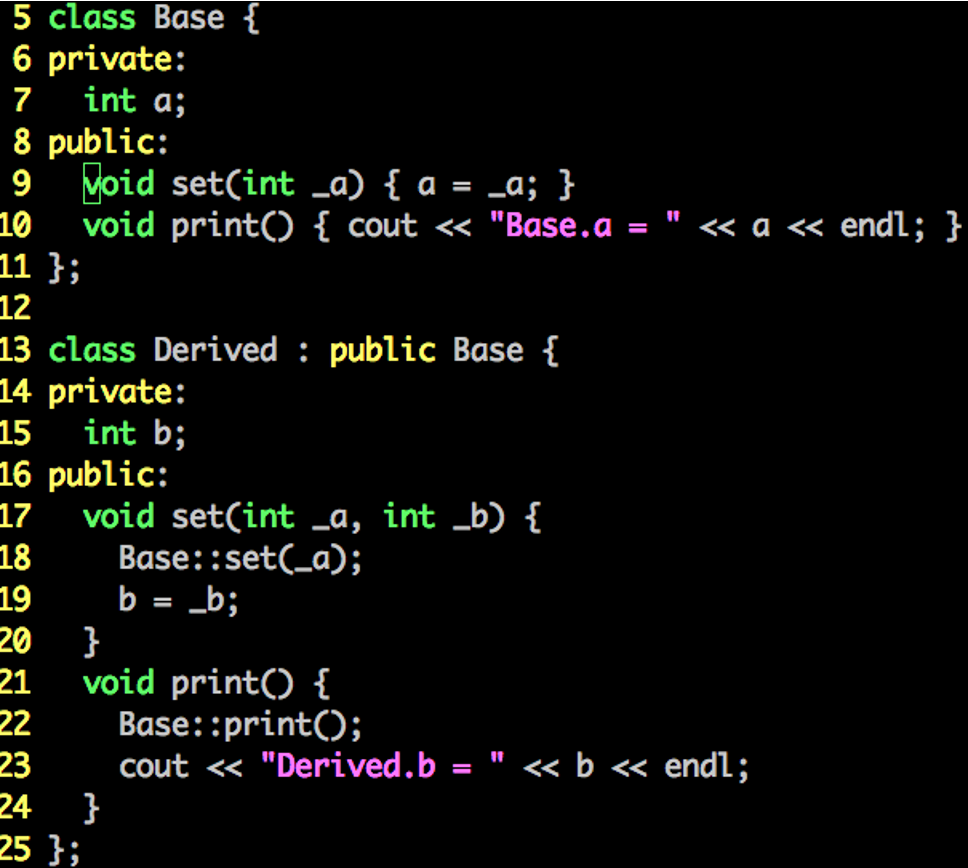 5 class Base {
6 private:
7   int a;
8 public:
9   void set(int _a) { a = _a; }
10   void print() { cout << "Base.a = " << a << endl; }
11 };
12
13 class Derived : public Base {
14 private:
15   int b;
16 public:
17   void set(int _a, int _b) {
18     Base::set(_a);
19     b = _b;
20   }
21   void print() {
22     Base::print();
23     cout << "Derived.b = " << b << endl;
24   }
25 };